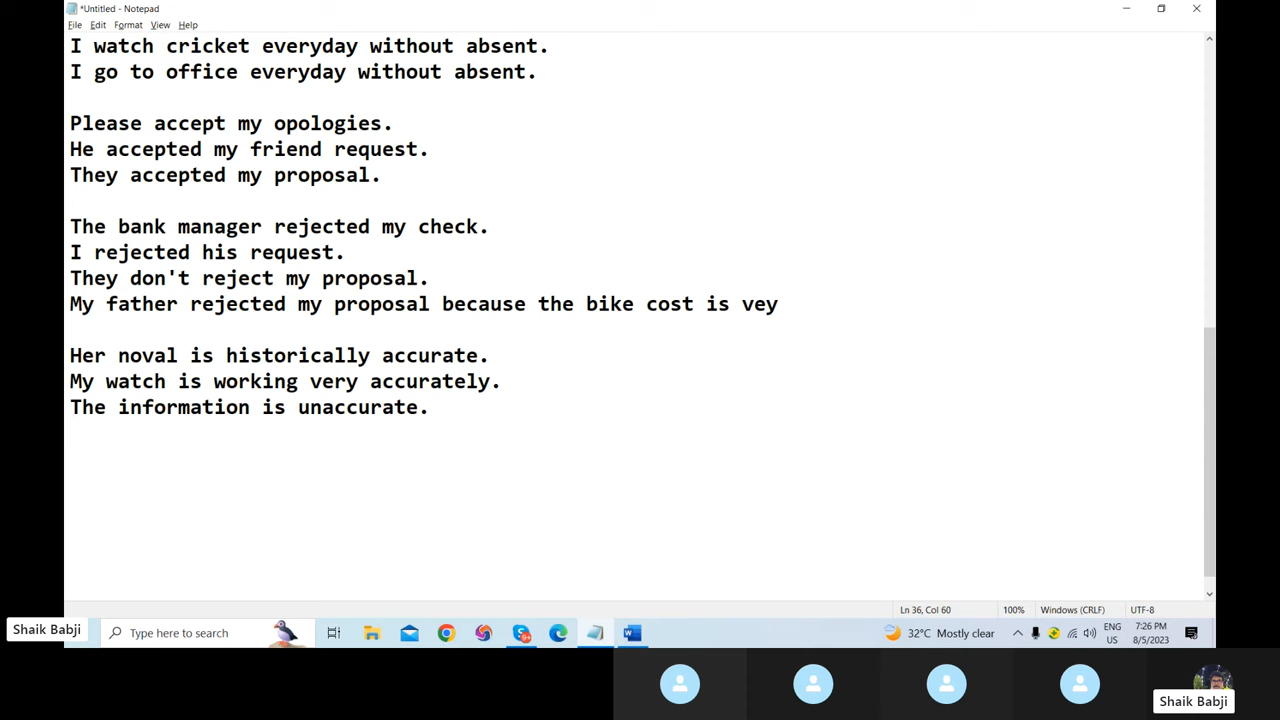 *Untitled - Notepad
File Edit Format View Help
I watch cricket everyday without absent.
I go to office everyday without absent.
Please accept my opologies.
He accepted my friend request.
They accepted my proposal.
The bank manager rejected my check.
I rejected his request.
They don't reject my proposal.
My father rejected my proposal because the bike cost is vey
Her noval is historically accurate.
My watch is working very accurately.
The information is unaccurate.
Ln 36, Col 60 100% Windows (CRLF) UTF-8
Shaik Babji
Type here to search
32°C Mostly clear
ENG US
7:26 PM
8/5/2023
Shaik Babji